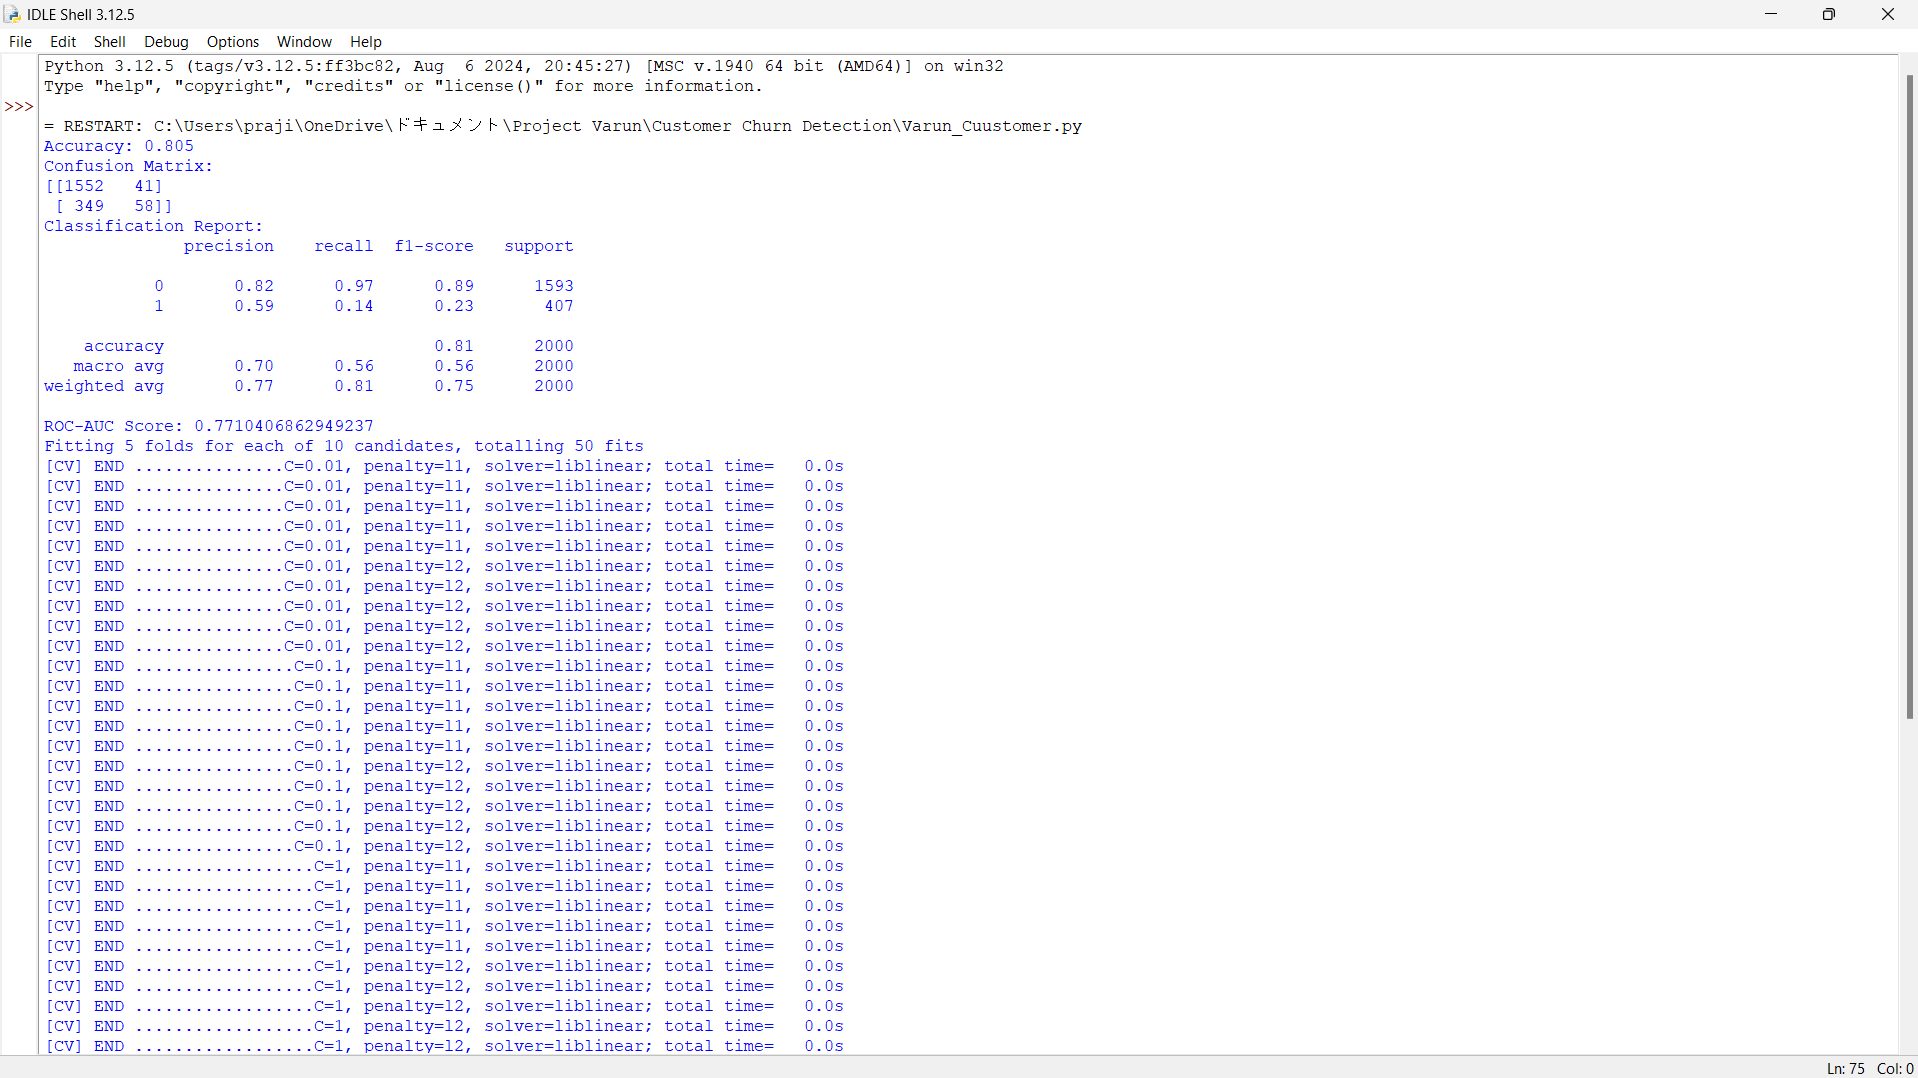 IDLE Shell 3.12.5
File Edit Shell Debug Options Window Help
Python 3.12.5 (tags/v3.12.5:ff3bc82, Aug  6 2024, 20:45:27) [MSC v.1940 64 bit (AMD64)] on win32
Type "help", "copyright", "credits" or "license()" for more information.
>>>
= RESTART: C:\Users\praji\OneDrive\ドキュメント\Project Varun\Customer Churn Detection\Varun_Cuustomer.py
Accuracy: 0.805
Confusion Matrix:
[[1552   41]
 [ 349   58]]
Classification Report:
              precision    recall  f1-score   support
           0       0.82      0.97      0.89      1593
           1       0.59      0.14      0.23       407
    accuracy                           0.81      2000
   macro avg       0.70      0.56      0.56      2000
weighted avg       0.77      0.81      0.75      2000
ROC-AUC Score: 0.7710406862949237
Fitting 5 folds for each of 10 candidates, totalling 50 fits
[CV] END ...............C=0.01, penalty=l1, solver=liblinear; total time=   0.0s
[CV] END ...............C=0.01, penalty=l1, solver=liblinear; total time=   0.0s
[CV] END ...............C=0.01, penalty=l1, solver=liblinear; total time=   0.0s
[CV] END ...............C=0.01, penalty=l1, solver=liblinear; total time=   0.0s
[CV] END ...............C=0.01, penalty=l1, solver=liblinear; total time=   0.0s
[CV] END ...............C=0.01, penalty=l2, solver=liblinear; total time=   0.0s
[CV] END ...............C=0.01, penalty=l2, solver=liblinear; total time=   0.0s
[CV] END ...............C=0.01, penalty=l2, solver=liblinear; total time=   0.0s
[CV] END ...............C=0.01, penalty=l2, solver=liblinear; total time=   0.0s
[CV] END ...............C=0.01, penalty=l2, solver=liblinear; total time=   0.0s
[CV] END ................C=0.1, penalty=l1, solver=liblinear; total time=   0.0s
[CV] END ................C=0.1, penalty=l1, solver=liblinear; total time=   0.0s
[CV] END ................C=0.1, penalty=l1, solver=liblinear; total time=   0.0s
[CV] END ................C=0.1, penalty=l1, solver=liblinear; total time=   0.0s
[CV] END ................C=0.1, penalty=l1, solver=liblinear; total time=   0.0s
[CV] END ................C=0.1, penalty=l2, solver=liblinear; total time=   0.0s
[CV] END ................C=0.1, penalty=l2, solver=liblinear; total time=   0.0s
[CV] END ................C=0.1, penalty=l2, solver=liblinear; total time=   0.0s
[CV] END ................C=0.1, penalty=l2, solver=liblinear; total time=   0.0s
[CV] END ................C=0.1, penalty=l2, solver=liblinear; total time=   0.0s
[CV] END ..................C=1, penalty=l1, solver=liblinear; total time=   0.0s
[CV] END ..................C=1, penalty=l1, solver=liblinear; total time=   0.0s
[CV] END ..................C=1, penalty=l1, solver=liblinear; total time=   0.0s
[CV] END ..................C=1, penalty=l1, solver=liblinear; total time=   0.0s
[CV] END ..................C=1, penalty=l1, solver=liblinear; total time=   0.0s
[CV] END ..................C=1, penalty=l2, solver=liblinear; total time=   0.0s
[CV] END ..................C=1, penalty=l2, solver=liblinear; total time=   0.0s
[CV] END ..................C=1, penalty=l2, solver=liblinear; total time=   0.0s
[CV] END ..................C=1, penalty=l2, solver=liblinear; total time=   0.0s
[CV] END ..................C=1, penalty=l2, solver=liblinear; total time=   0.0s
Ln: 75 Col: 0